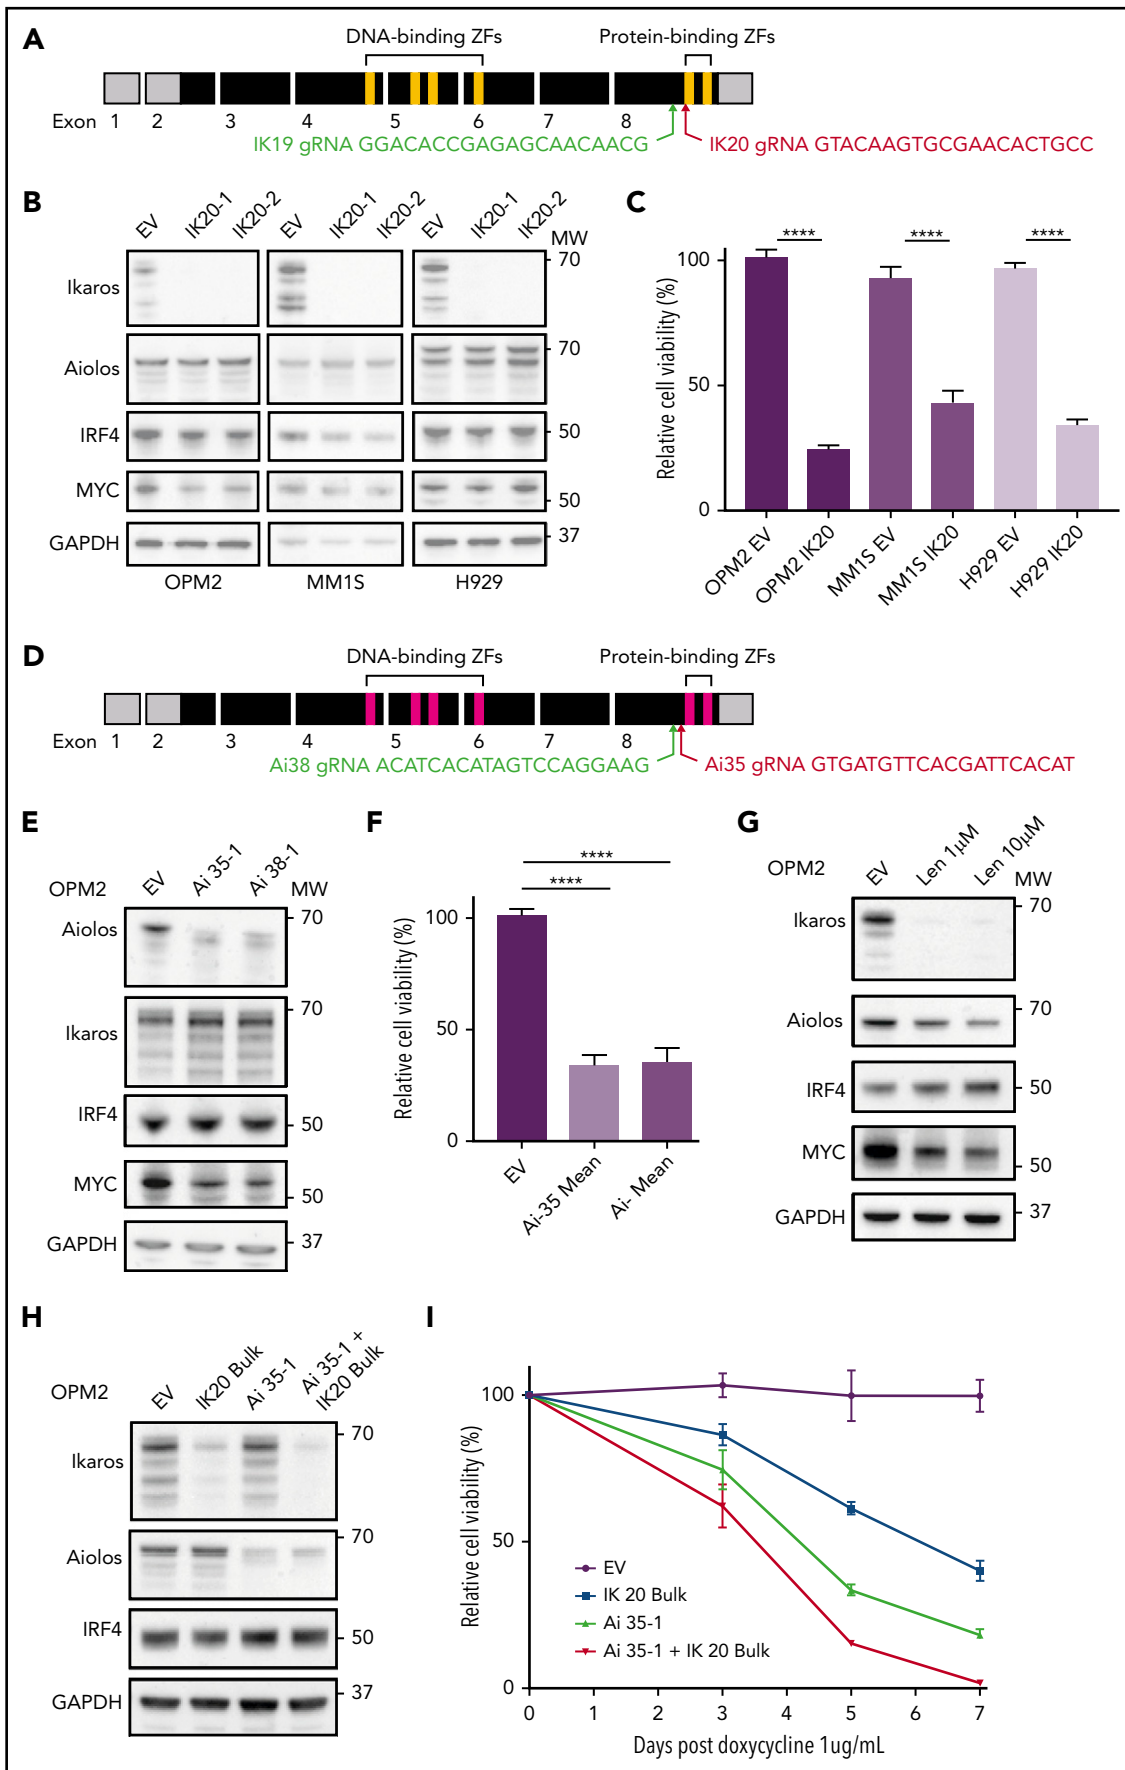 A
DNA-binding ZFs
Protein-binding ZFs
Exon 1 2 3 4 5 6 7 8
IK19 gRNA GGACACCGAGAGCAACAACG
IK20 gRNA GTACAAGTGCGAACACTGCC
B
EV IK20-1 IK20-2 EV IK20-1 IK20-2 EV IK20-1 IK20-2
MW
Ikaros 70
Aiolos 70
IRF4 50
MYC 50
GAPDH 37
OPM2 MM1S H929
C
Relative cell viability (%)
100
50
0
**** **** ****
OPM2 EV
OPM2 IK20
MM1S EV
MM1S IK20
H929 EV
H929 IK20
D
DNA-binding ZFs
Protein-binding ZFs
Exon 1 2 3 4 5 6 7 8
Ai38 gRNA ACATCACATAGTCCAGGAAG
Ai35 gRNA GTGATGTTCACGATTCACAT
E
OPM2 EV Ai 35-1 Ai 38-1 MW
Aiolos 70
Ikaros 70
IRF4 50
MYC 50
GAPDH 37
F
Relative cell viability (%)
100
50
0
****
****
EV
Ai-35 Mean
Ai- Mean
G
OPM2 EV Len 1µM Len 10µM MW
Ikaros 70
Aiolos 70
IRF4 50
MYC 50
GAPDH 37
H
OPM2 EV IK20 Bulk Ai 35-1 Ai 35-1 +
IK20 Bulk
Ikaros 70
Aiolos 70
IRF4 50
GAPDH 37
I
Relative cell viability (%)
100
50
0
EV
IK 20 Bulk
Ai 35-1
Ai 35-1 + IK 20 Bulk
0 1 2 3 4 5 6 7
Days post doxycycline 1ug/mL